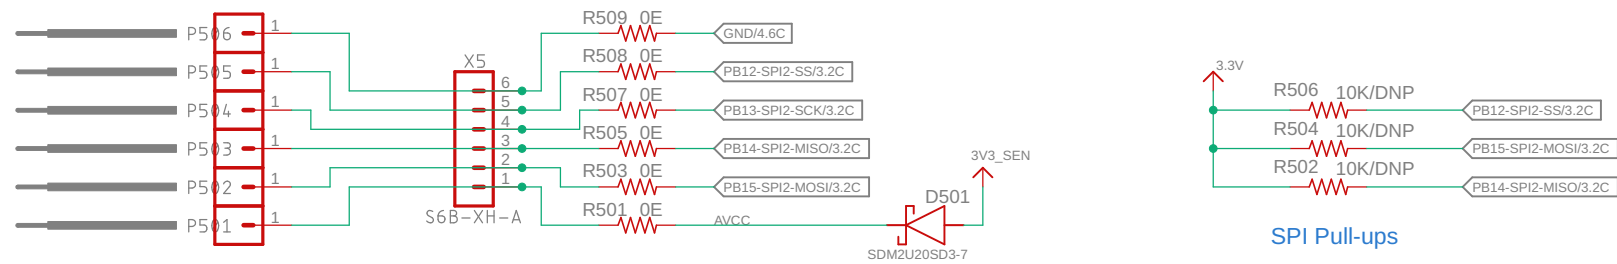 P506 1 R509 0E GND/4.6C
P505 1 X5 R508 0E PB12-SPI2-SS/3.2C
P504 1 6 R507 0E PB13-SPI2-SCK/3.2C
5
4
P503 1 3 R505 0E PB14-SPI2-MISO/3.2C
P502 1 2 R503 0E PB15-SPI2-MOSI/3.2C
1
P501 1 S6B-XH-A R501 0E AVCC D501 3V3_SEN
SDM2U20SD3-7
3.3V
R506 10K/DNP PB12-SPI2-SS/3.2C
R504 10K/DNP PB15-SPI2-MOSI/3.2C
R502 10K/DNP PB14-SPI2-MISO/3.2C
SPI Pull-ups